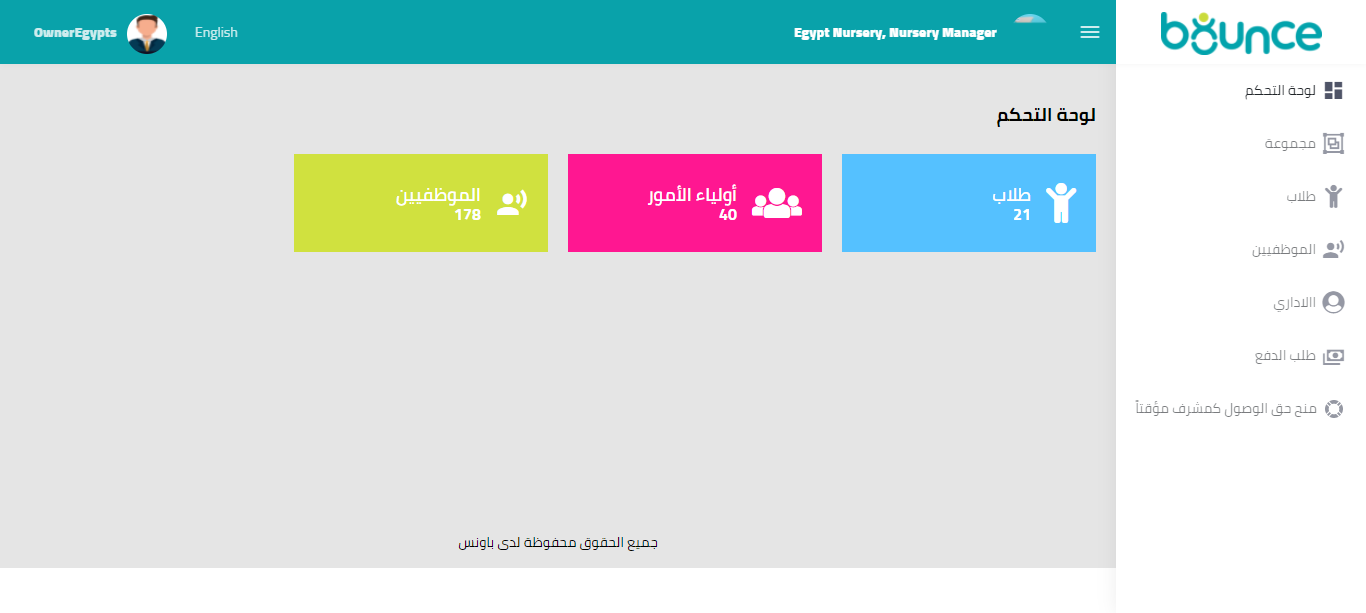 bounce
Egypt Nursery, Nursery Manager
English
OwnerEgypts
لوحة التحكم
مجموعة
طلاب
الموظفيين
االاداري
طلب الدفع
منح حق الوصول كمشرف مؤقتاً
لوحة التحكم
طلاب
21
أولياء الأمور
40
الموظفيين
178
جميع الحقوق محفوظة لدى باونس